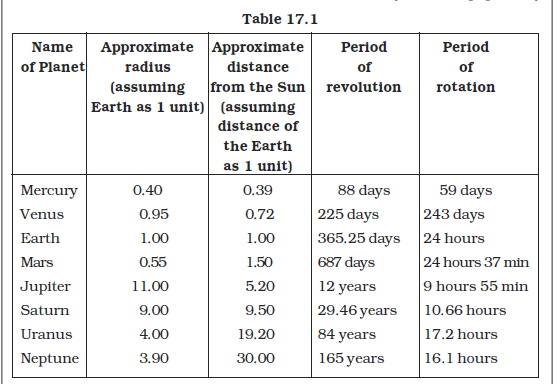 Table 17.1
Name of Planet Approximate radius (assuming Earth as 1 unit) Approximate distance from the Sun (assuming distance of the Earth as 1 unit) Period of revolution Period of rotation
Mercury 0.40 0.39 88 days 59 days
Venus 0.95 0.72 225 days 243 days
Earth 1.00 1.00 365.25 days 24 hours
Mars 0.55 1.50 687 days 24 hours 37 min
Jupiter 11.00 5.20 12 years 9 hours 55 min
Saturn 9.00 9.50 29.46 years 10.66 hours
Uranus 4.00 19.20 84 years 17.2 hours
Neptune 3.90 30.00 165 years 16.1 hours